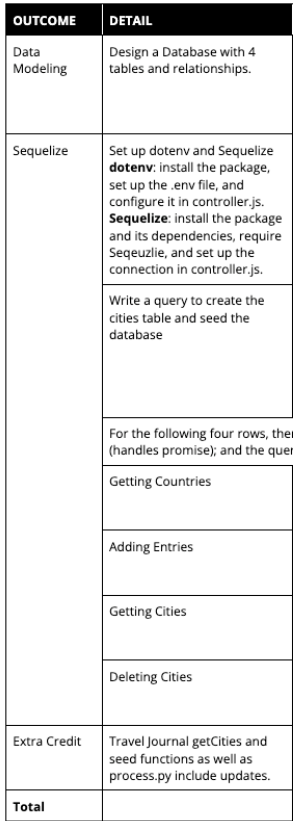 OUTCOME DETAIL
Data Design a Database with 4
Modeling tables and relationships.
Sequelize Set up dotenv and Sequelize
dotenv: install the package,
set up the .env file, and
configure it in controller.js.
Sequelize: install the package
and its dependencies, require
Seqeuzlie, and set up the
connection in controller.js.
Write a query to create the
cities table and seed the
database
For the following four rows, ther
(handles promise); and the quer
Getting Countries
Adding Entries
Getting Cities
Deleting Cities
Extra Credit Travel Journal getCities and
seed functions as well as
process.py include updates.
Total